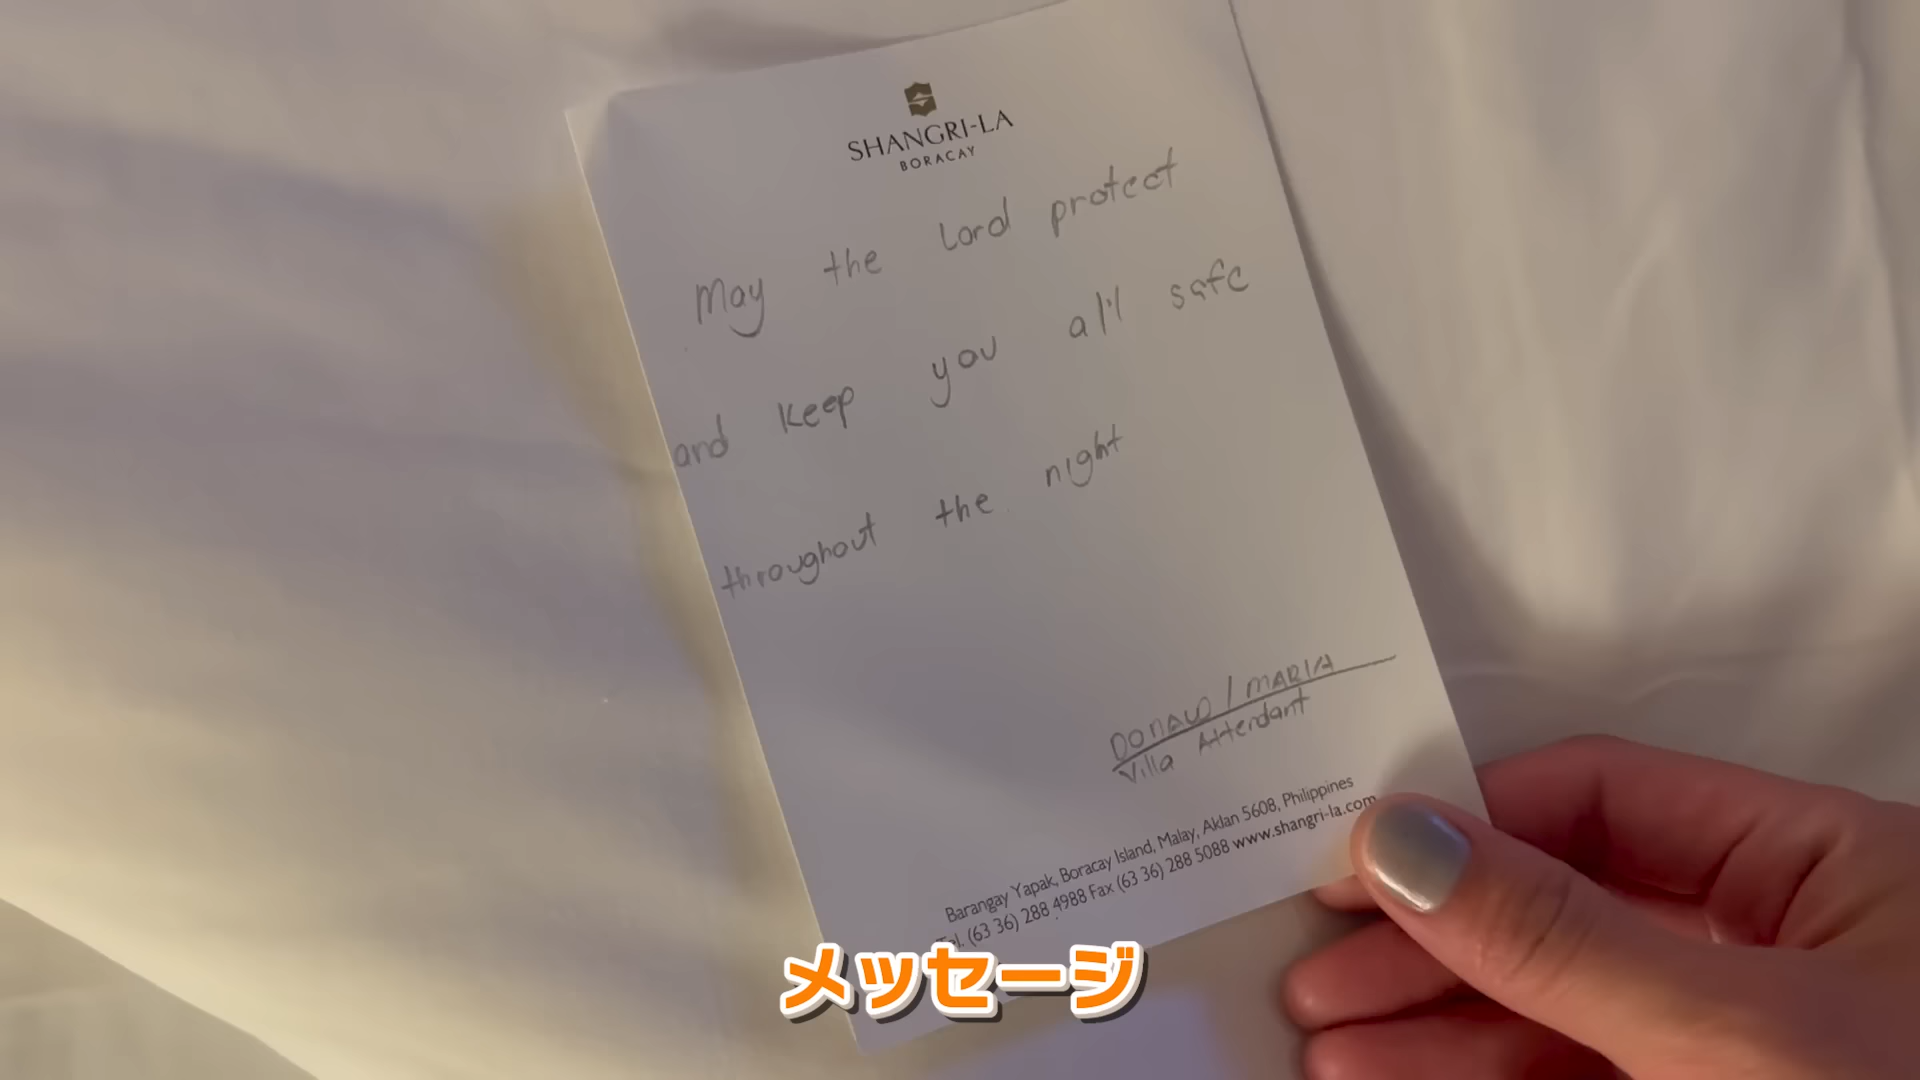 SHANGRI-LA
BORACAY
May the Lord protect
and keep you all safe
throughout the night
DONALD / MARIA
Villa Attendant
Barangay Yapak, Boracay Island, Malay, Aklan 5608, Philippines
Tel. (63 36) 288 4988 Fax (63 36) 288 5088 www.shangri-la.com
メッセージ